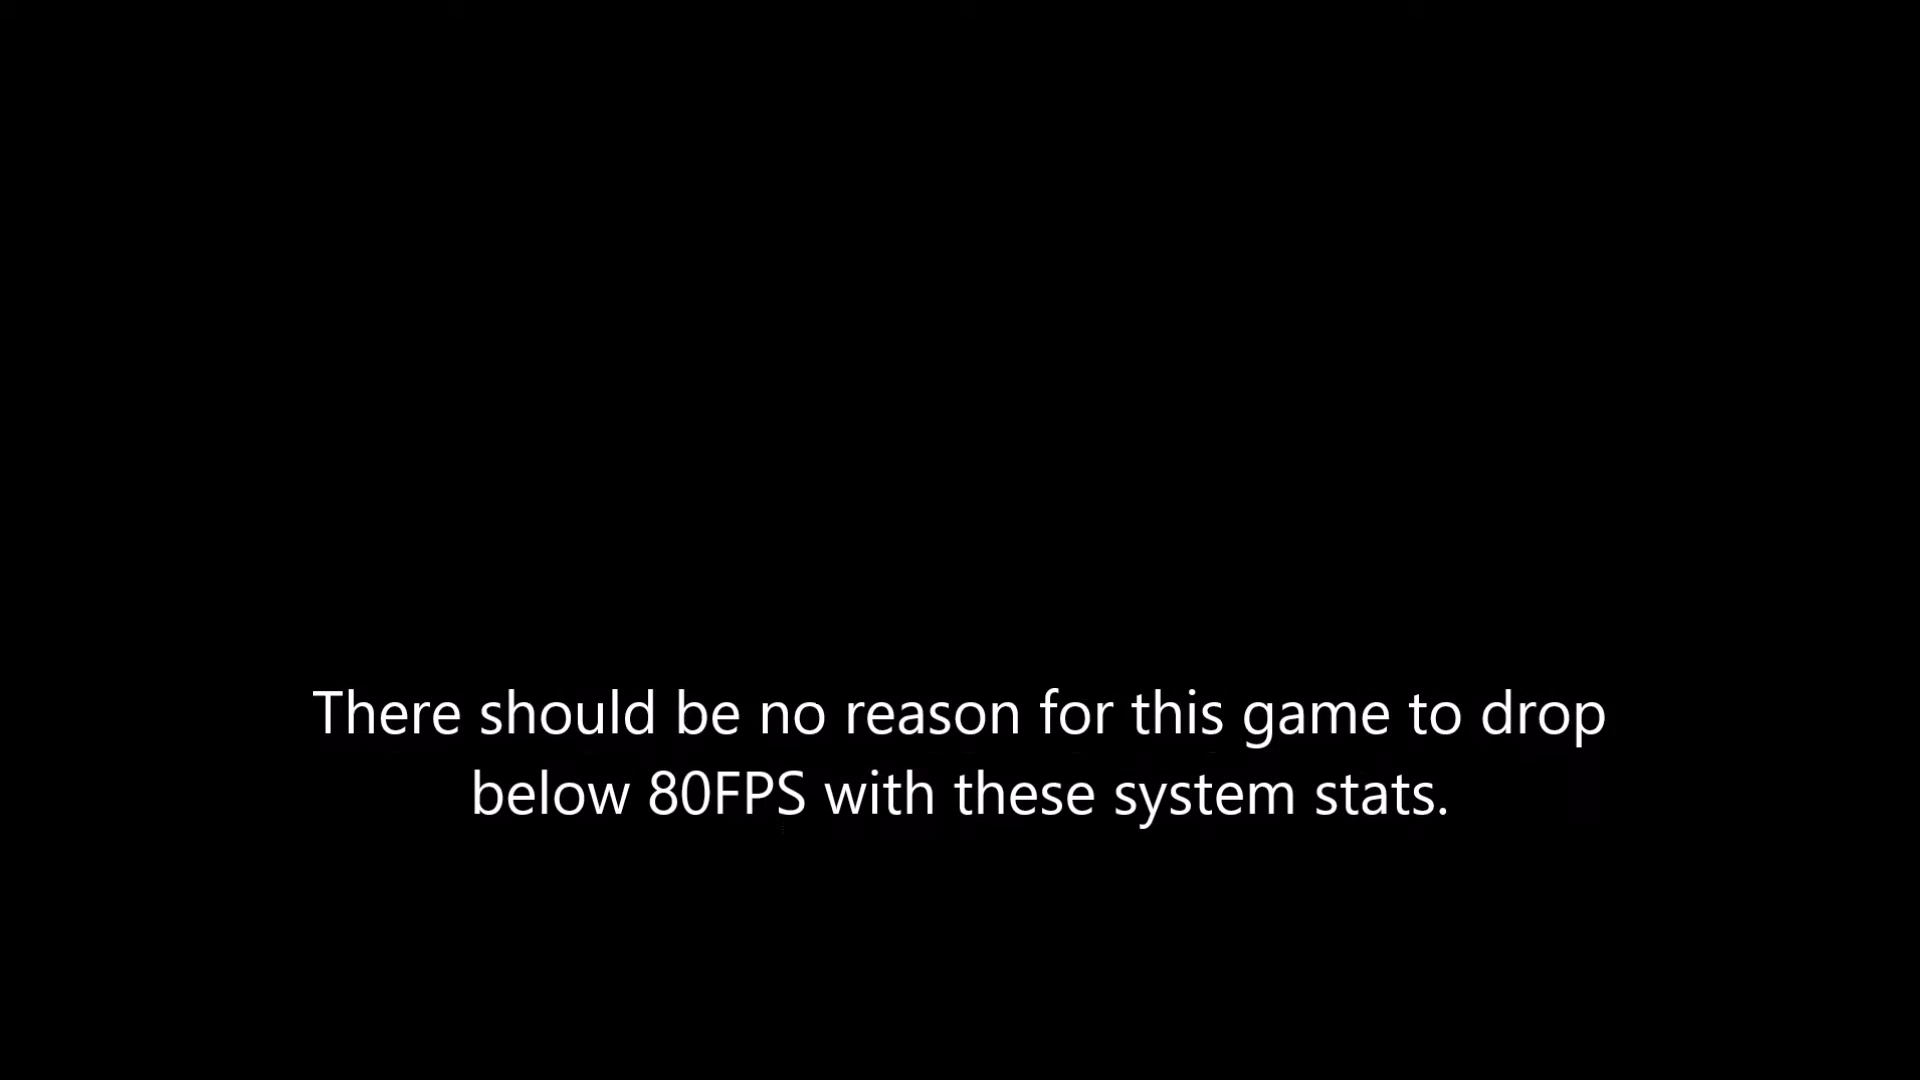 There should be no reason for this game to drop
below 80FPS with these system stats.